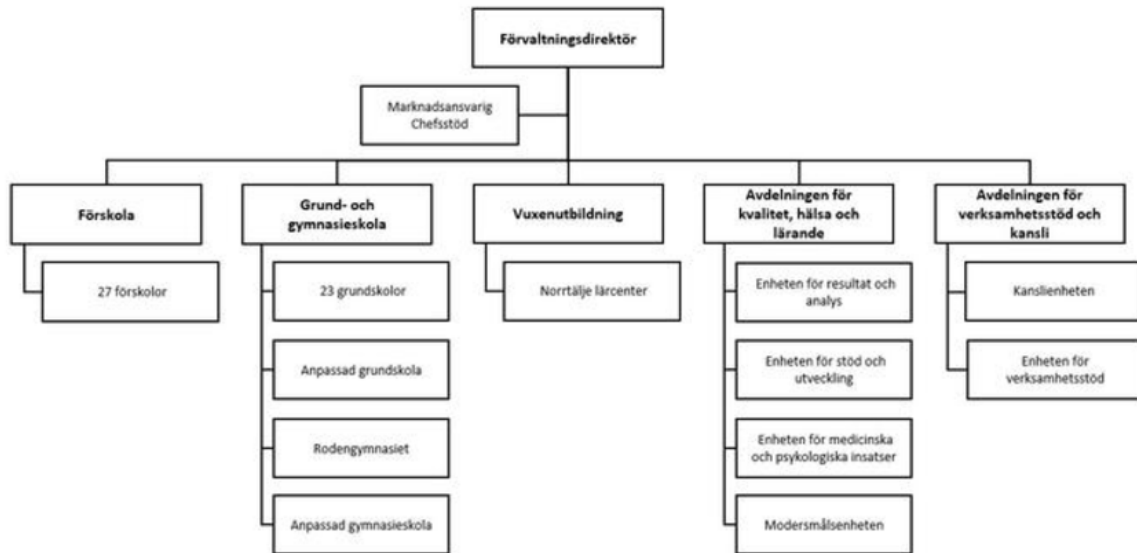 Förvaltningsdirektör
Marknadsansvarig
Chefsstöd
Förskola
Grund- och
gymnasieskola
Vuxenutbildning
Avdelningen för
kvalitet, hälsa och
lärande
Avdelningen för
verksamhetsstöd och
kansli
27 förskolor
23 grundskolor
Norrtälje lärcenter
Enheten för resultat och
analys
Kanslienheten
Anpassad grundskola
Enheten för stöd och
utveckling
Enheten för
verksamhetsstöd
Rodengymnasiet
Enheten för medicinska
och psykologiska insatser
Anpassad gymnasieskola
Modersmålsenheten